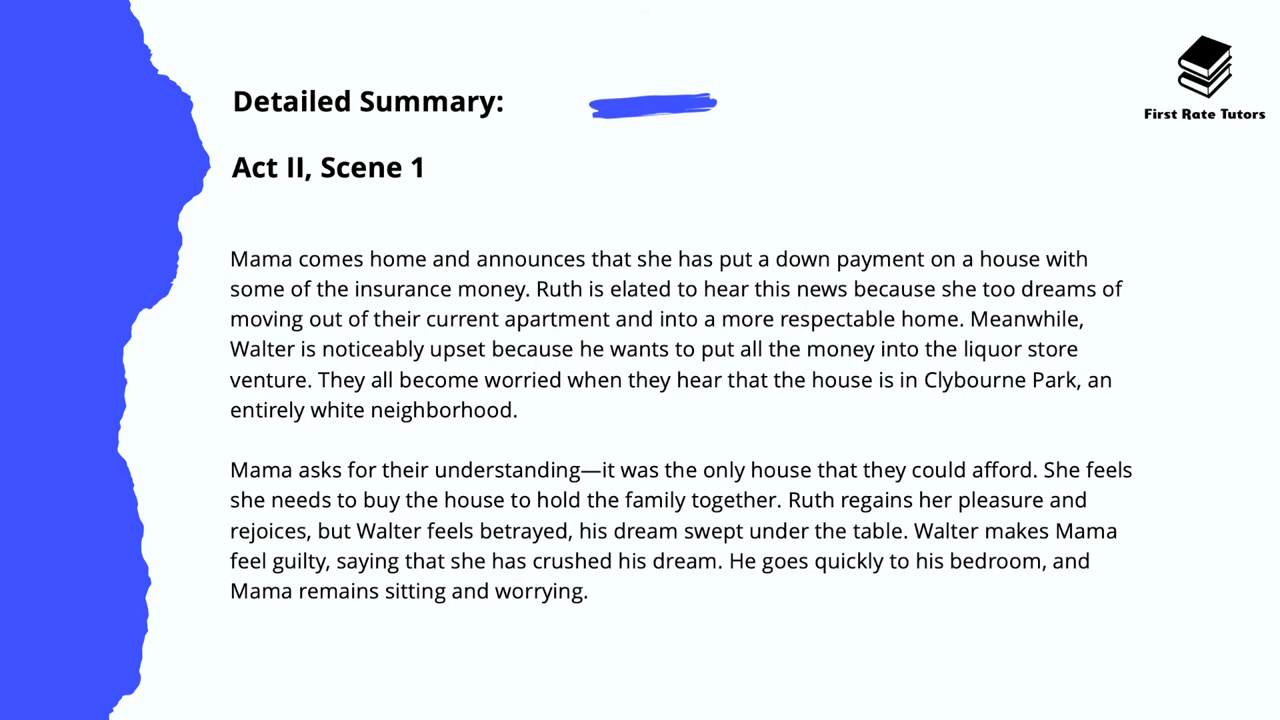 Detailed Summary:
First Rate Tutors
Act II, Scene 1
Mama comes home and announces that she has put a down payment on a house with
some of the insurance money. Ruth is elated to hear this news because she too dreams of
moving out of their current apartment and into a more respectable home. Meanwhile,
Walter is noticeably upset because he wants to put all the money into the liquor store
venture. They all become worried when they hear that the house is in Clybourne Park, an
entirely white neighborhood.
Mama asks for their understanding—it was the only house that they could afford. She feels
she needs to buy the house to hold the family together. Ruth regains her pleasure and
rejoices, but Walter feels betrayed, his dream swept under the table. Walter makes Mama
feel guilty, saying that she has crushed his dream. He goes quickly to his bedroom, and
Mama remains sitting and worrying.